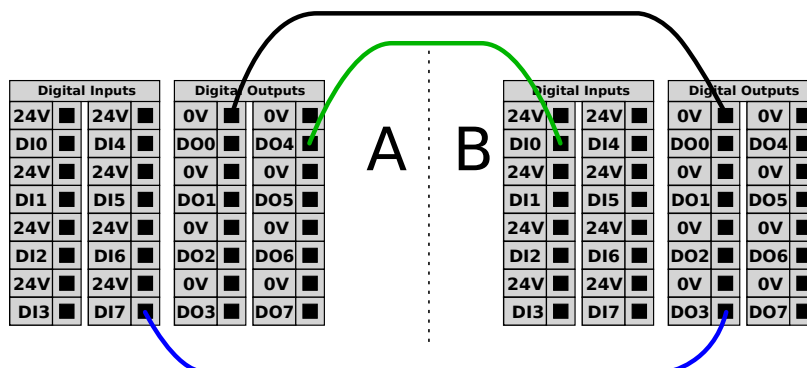 Digital Inputs Digital Outputs Digital Inputs Digital Outputs
24V 24V 0V 0V 24V 24V 0V 0V
DI0 DI4 DO0 DO4 A B DI0 DI4 DO0 DO4
24V 24V 0V 0V 24V 24V 0V 0V
DI1 DI5 DO1 DO5 DI1 DI5 DO1 DO5
24V 24V 0V 0V 24V 24V 0V 0V
DI2 DI6 DO2 DO6 DI2 DI6 DO2 DO6
24V 24V 0V 0V 24V 24V 0V 0V
DI3 DI7 DO3 DO7 DI3 DI7 DO3 DO7